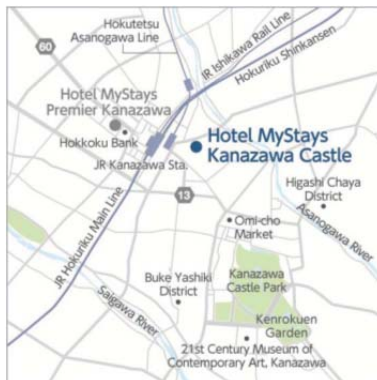 Hokutetsu
Asanogawa Line
IR Ishikawa Rail Line
Hokuriku Shinkansen
60
Hotel MyStays
Premier Kanazawa
Hokkoku Bank
JR Kanazawa Sta.
Hotel MyStays
Kanazawa Castle
Higashi Chaya
District
13
Omi-cho
Market
Asanogawa River
JR Hokuriku Main Line
Buke Yashiki
District
Kanazawa
Castle Park
Saigawa River
Kenrokuen
Garden
21st Century Museum of
Contemporary Art, Kanazawa